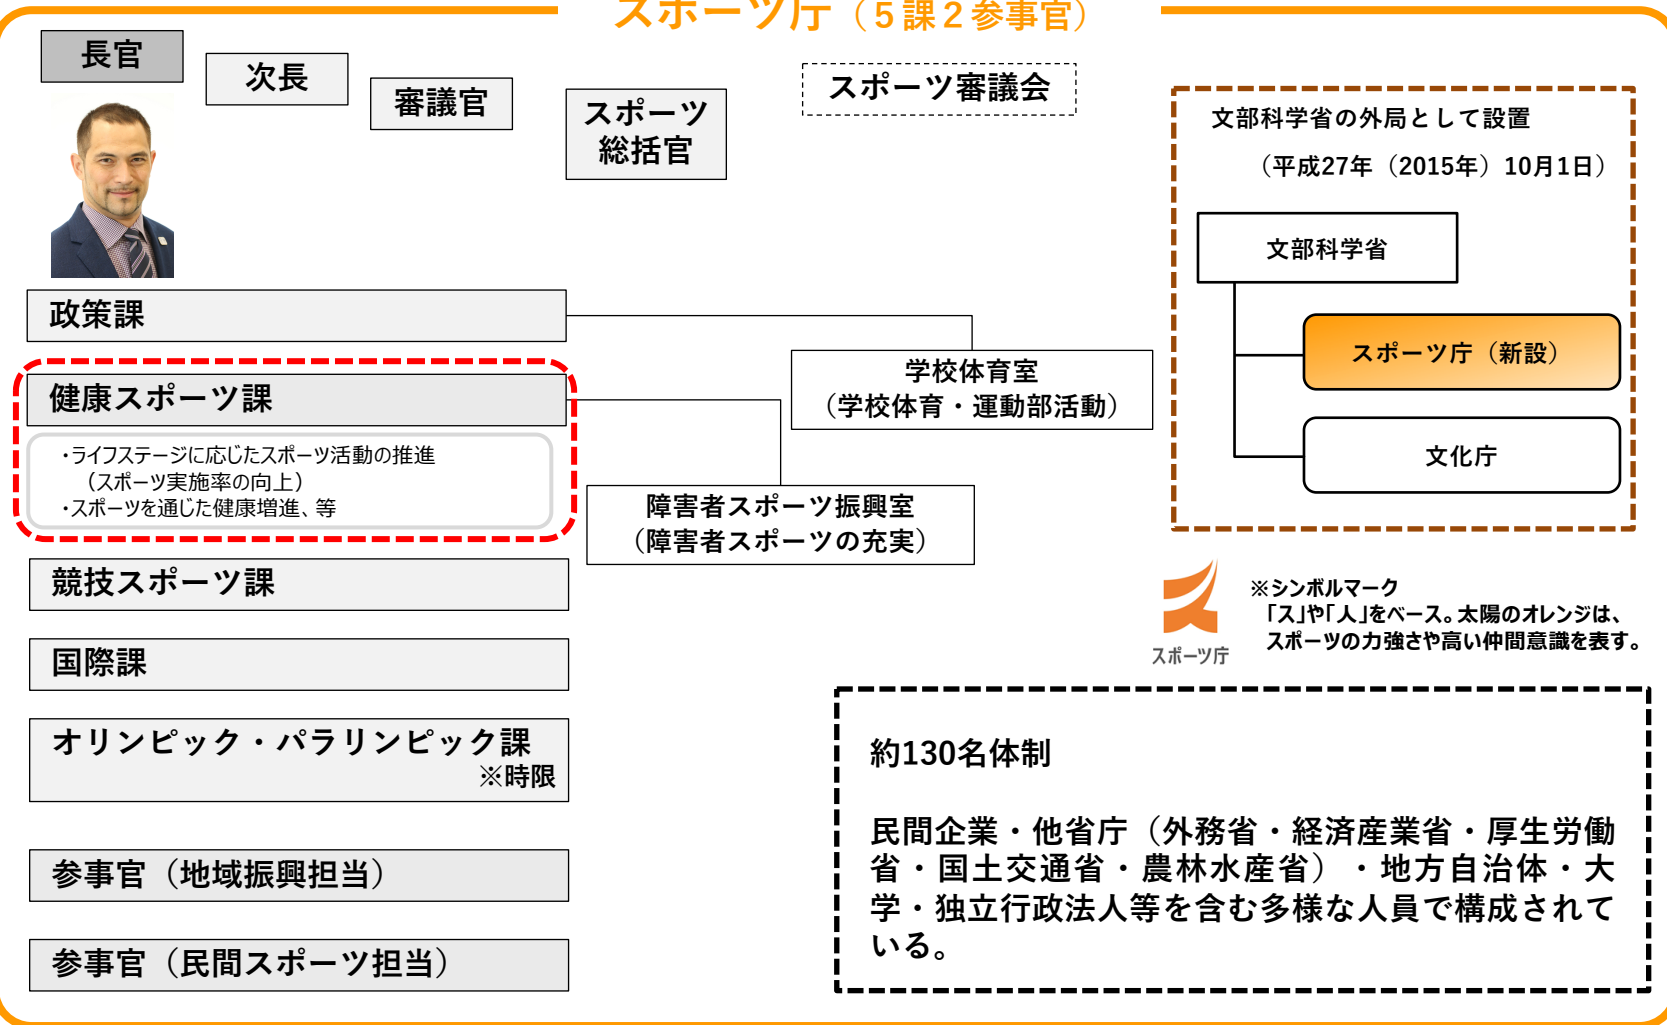 スポーツ庁（５課２参事官）
長官
次長
審議官
スポーツ
総括官
スポーツ審議会
文部科学省の外局として設置
（平成27年（2015年）10月1日）
文部科学省
スポーツ庁（新設）
文化庁
政策課
学校体育室
（学校体育・運動部活動）
健康スポーツ課
・ライフステージに応じたスポーツ活動の推進
（スポーツ実施率の向上）
・スポーツを通じた健康増進、等
障害者スポーツ振興室
（障害者スポーツの充実）
競技スポーツ課
国際課
オリンピック・パラリンピック課
※時限
参事官（地域振興担当）
参事官（民間スポーツ担当）
スポーツ庁
※シンボルマーク
「ス」や「人」をベース。太陽のオレンジは、
スポーツの力強さや高い仲間意識を表す。
約130名体制
民間企業・他省庁（外務省・経済産業省・厚生労働
省・国土交通省・農林水産省）・地方自治体・大
学・独立行政法人等を含む多様な人員で構成されて
いる。